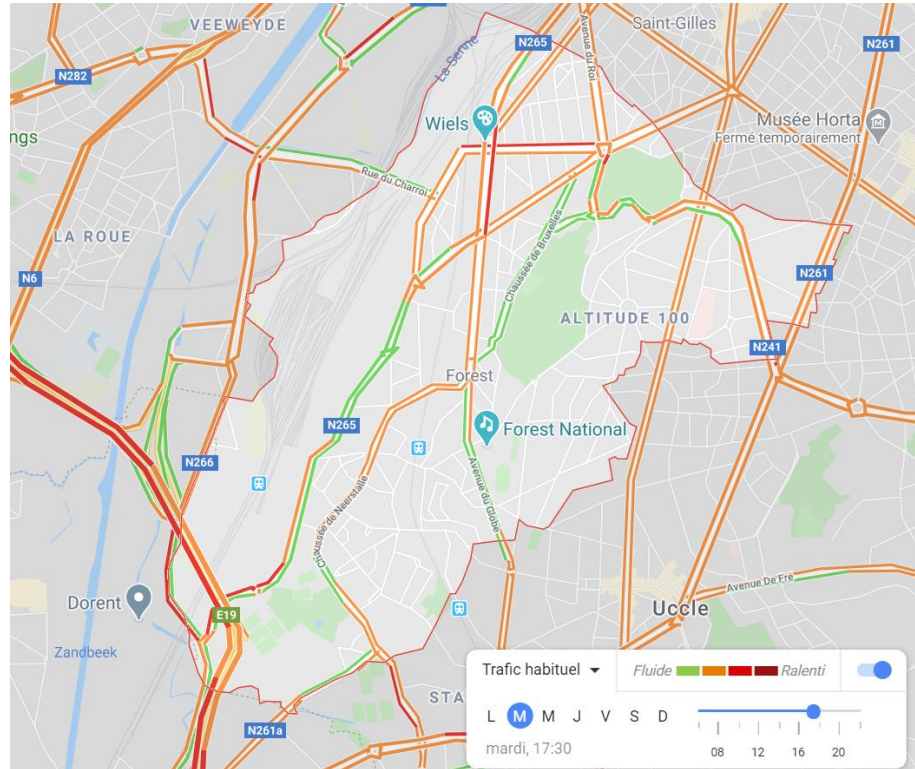 VEEWEYDE
Saint-Gilles
N265
Avenue du Roi
N261
La Senne
N282
Wiels
Musée Horta
Fermé temporairement
ngs
Rue du Charroi
LA ROUE
Chaussée de Bruxelles
N6
N261
ALTITUDE 100
N241
Forest
N265
Forest National
N266
Avenue du Globe
Chaussée de Neerstalle
Avenue De Fré
Dorent
E19
Uccle
Zandbeek
Trafic habituel
Fluide
Ralenti
STA
L M M J V S D
N261a
mardi, 17:30
08 12 16 20